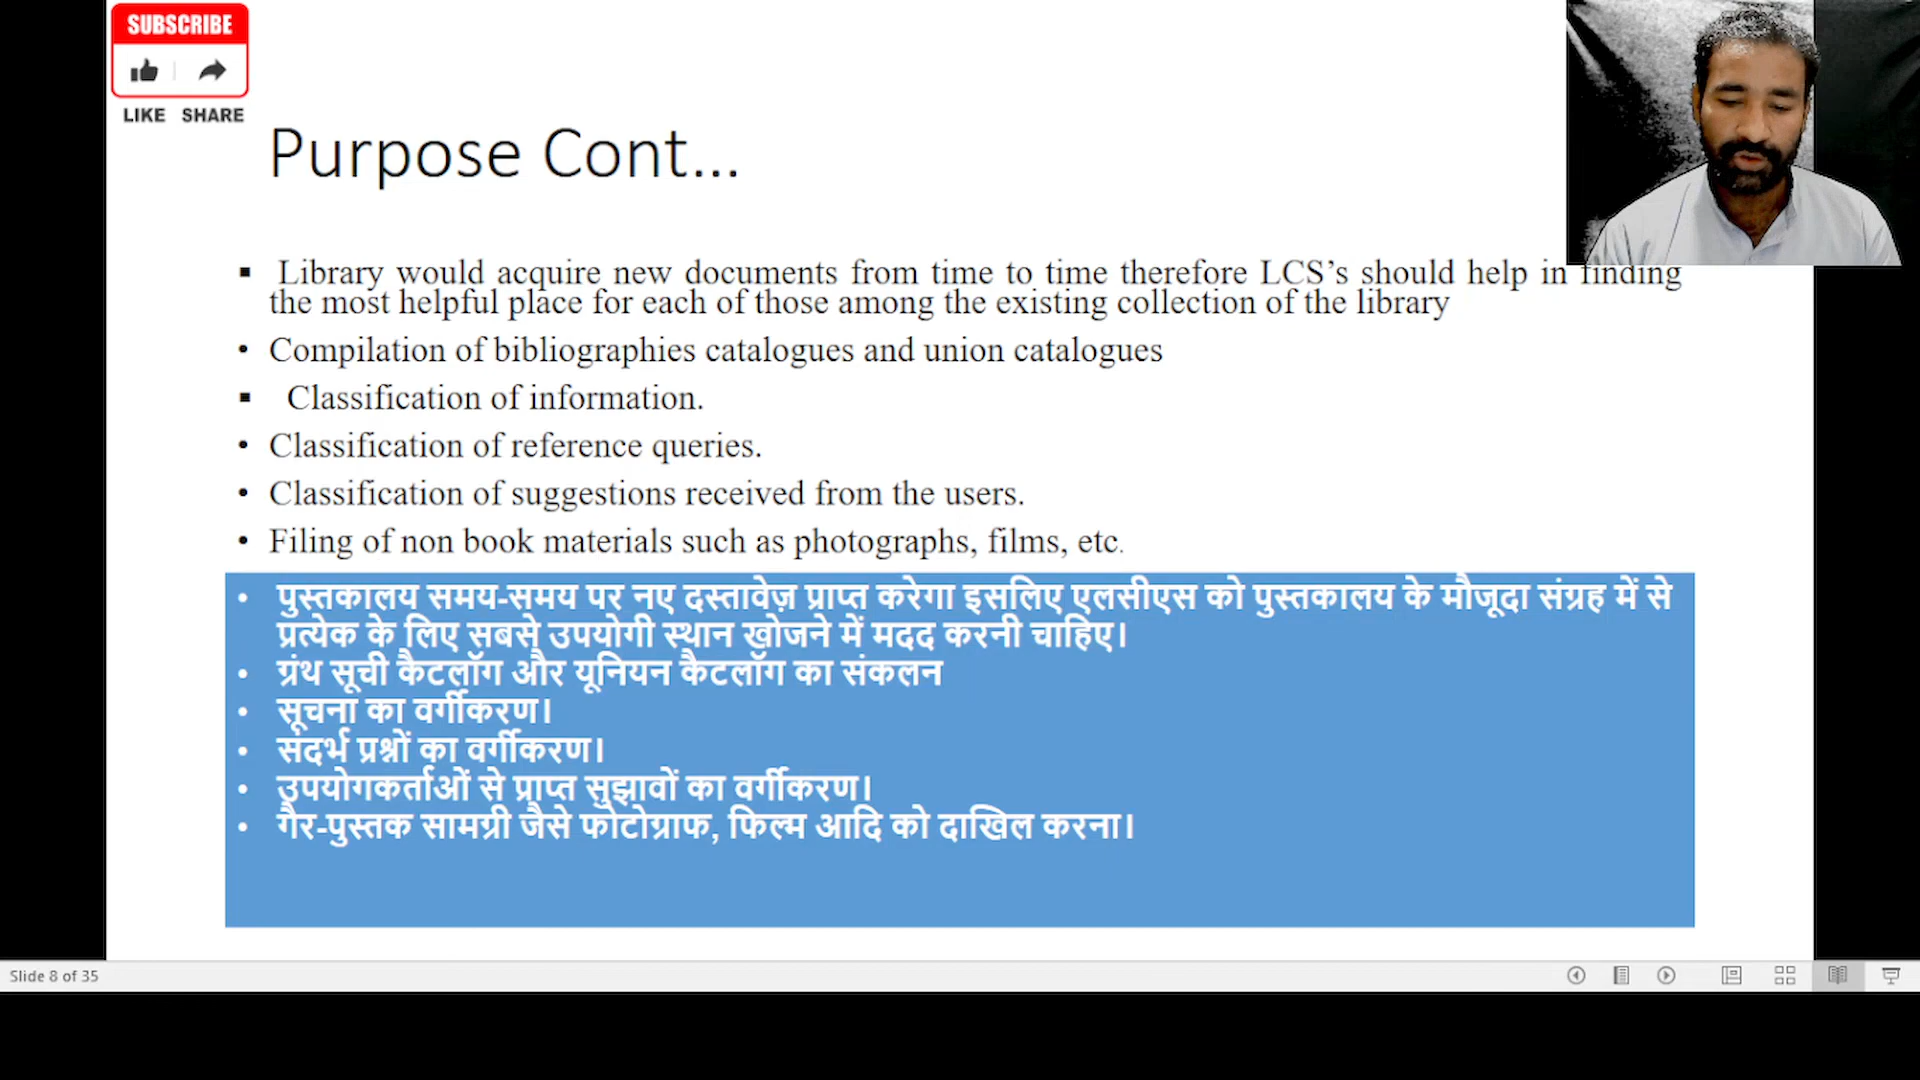 SUBSCRIBE
LIKE SHARE
Purpose Cont...
▪ Library would acquire new documents from time to time therefore LCS’s should help in finding
the most helpful place for each of those among the existing collection of the library
• Compilation of bibliographies catalogues and union catalogues
▪ Classification of information.
• Classification of reference queries.
• Classification of suggestions received from the users.
• Filing of non book materials such as photographs, films, etc.
• पुस्तकालय समय-समय पर नए दस्तावेज़ प्राप्त करेगा इसलिए एलसीएस को पुस्तकालय के मौजूदा संग्रह में से
प्रत्येक के लिए सबसे उपयोगी स्थान खोजने में मदद करनी चाहिए।
• ग्रंथ सूची कैटलॉग और यूनियन कैटलॉग का संकलन
• सूचना का वर्गीकरण।
• संदर्भ प्रश्नों का वर्गीकरण।
• उपयोगकर्ताओं से प्राप्त सुझावों का वर्गीकरण।
• गैर-पुस्तक सामग्री जैसे फोटोग्राफ, फिल्म आदि को दाखिल करना।
Slide 8 of 35